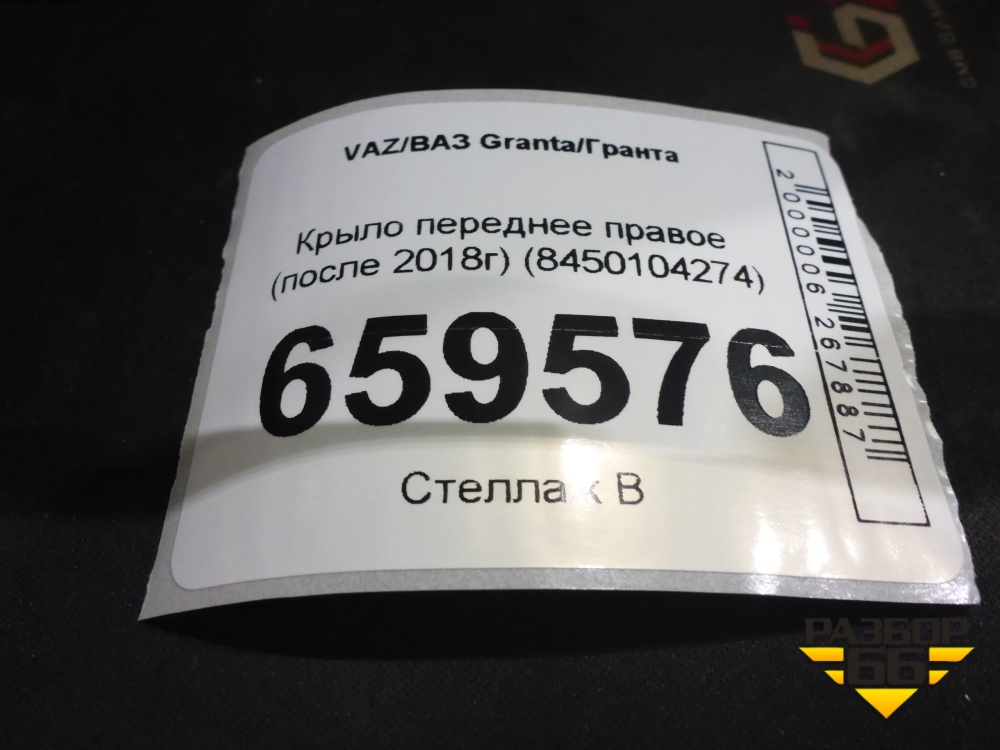 VAZ/ВАЗ Granta/Гранта
Крыло переднее правое
(после 2018г) (8450104274)
659576
Стеллаж В
2000006267887
РАЗБОР
66